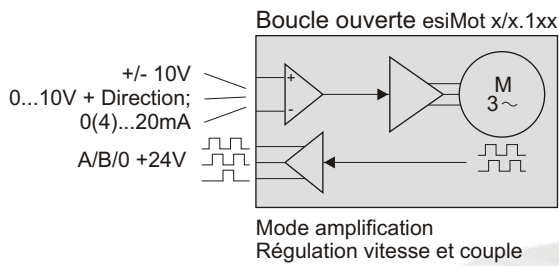 Boucle ouverte esiMot x/x.1xx
+/- 10V
0...10V + Direction;
0(4)...20mA
+
-
M
3~
A/B/0 +24V
Mode amplification
Régulation vitesse et couple